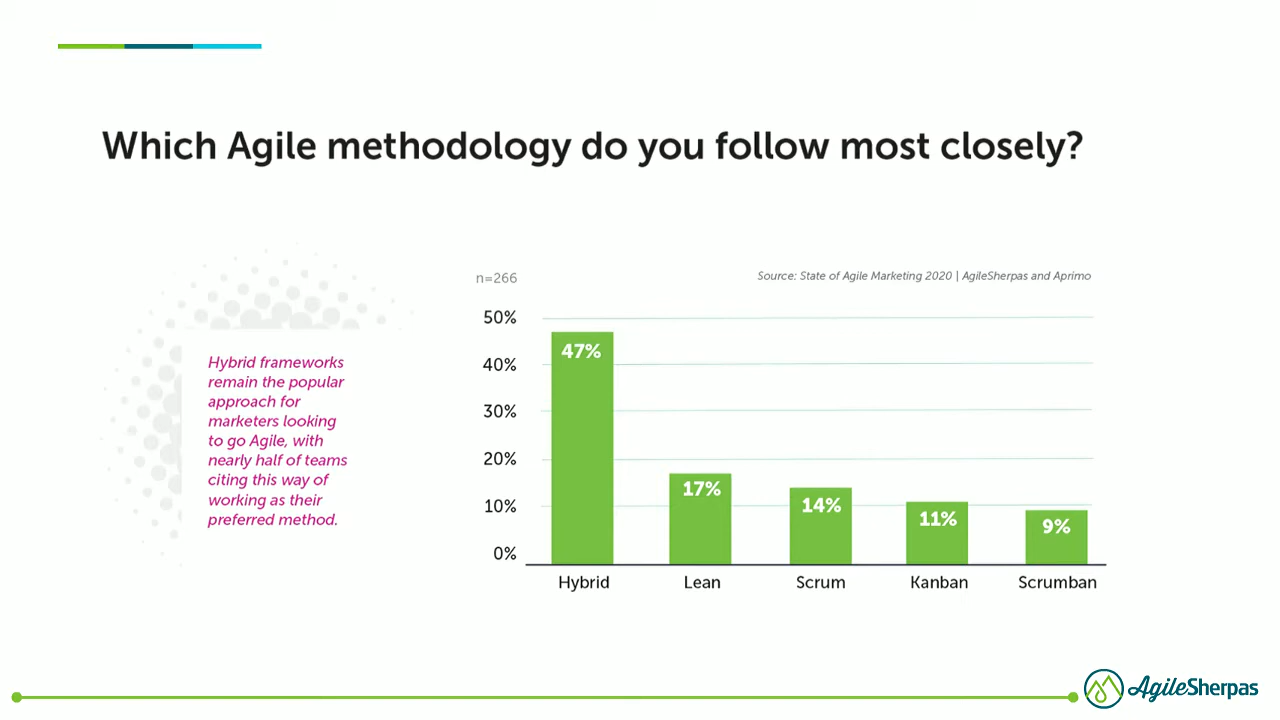 Which Agile methodology do you follow most closely?
n=266
Source: State of Agile Marketing 2020 | AgileSherpas and Aprimo
Hybrid frameworks
remain the popular
approach for
marketers looking
to go Agile, with
nearly half of teams
citing this way of
working as their
preferred method.
50%
40%
30%
20%
10%
0%
47%
17%
14%
11%
9%
Hybrid
Lean
Scrum
Kanban
Scrumban
AgileSherpas